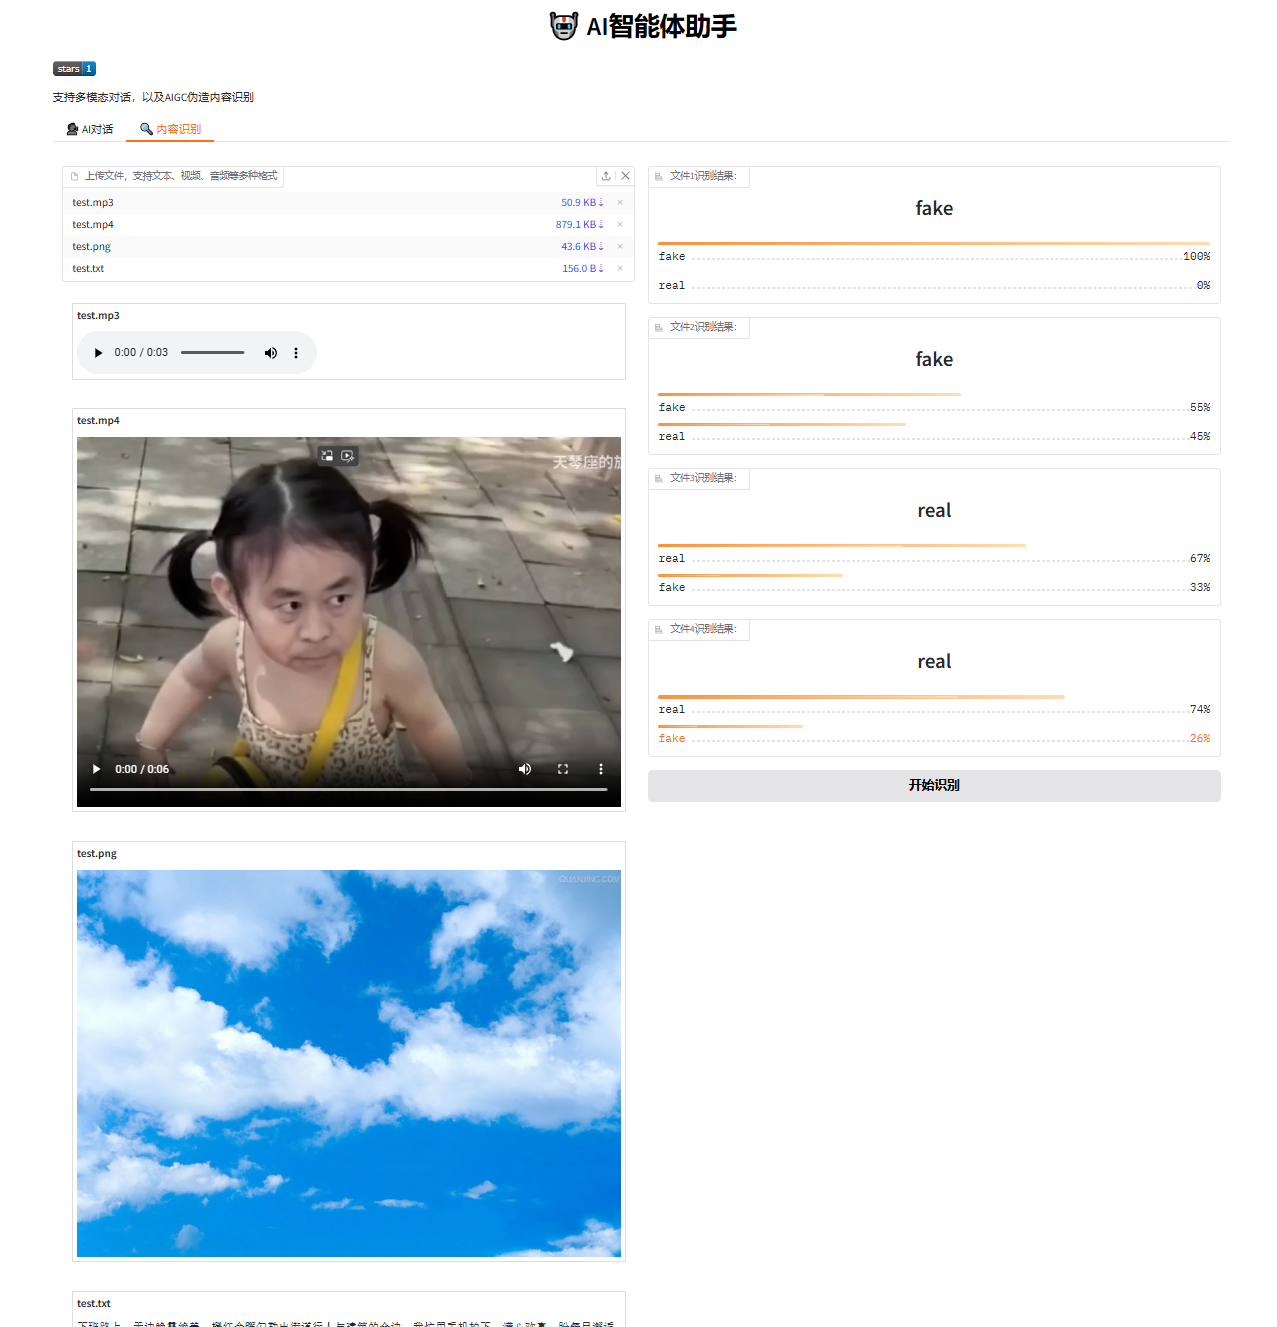 AI智能体助手
stars 1
支持多模态对话，以及AIGC伪造内容识别
AI对话
内容识别
上传文件，支持文本、视频、音频等多种格式
test.mp3 50.9 KB⇣ ×
test.mp4 879.1 KB⇣ ×
test.png 43.6 KB⇣ ×
test.txt 156.0 B⇣ ×
test.mp3
0:00 / 0:03
test.mp4
天琴座的
0:00 / 0:06
test.png
QUANJING.COM
test.txt
文件1识别结果：
fake
fake 100%
real 0%
文件2识别结果：
fake
fake 55%
real 45%
文件3识别结果：
real
real 67%
fake 33%
文件4识别结果：
real
real 74%
fake 26%
开始识别